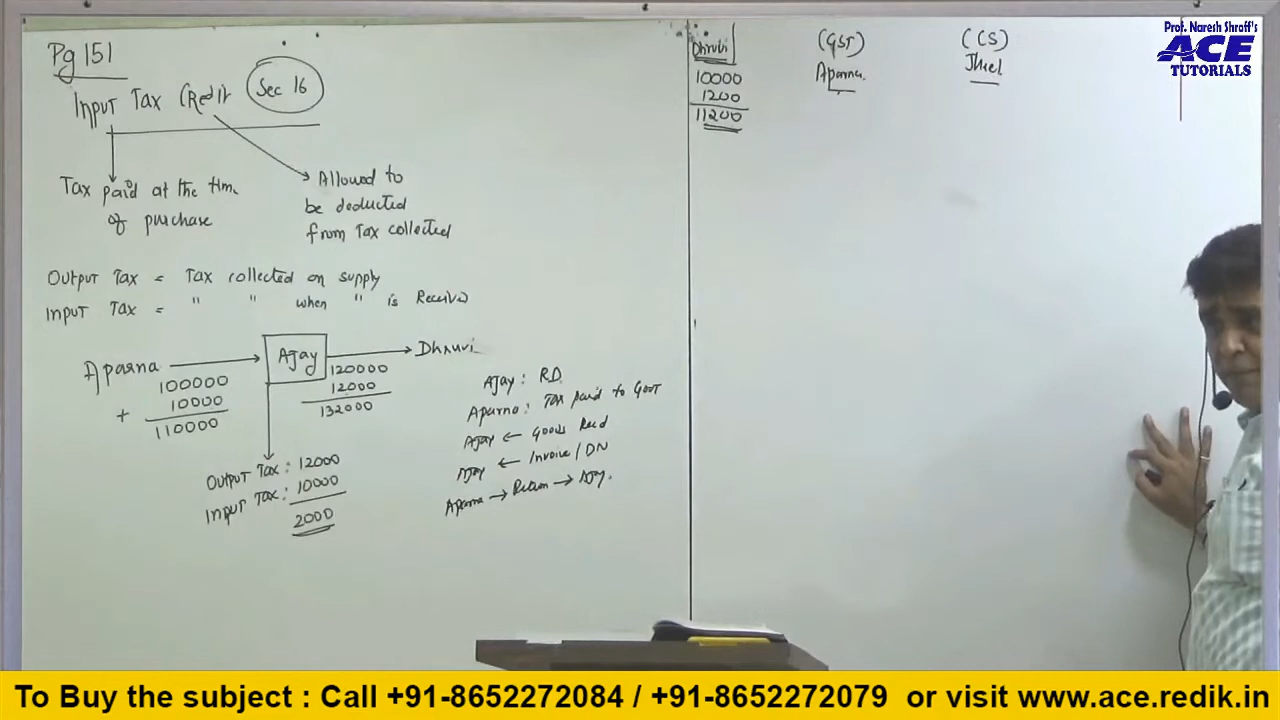 Pg 151
Input Tax Credit Sec 16
Tax paid at the time
of purchase
Allowed to
be deducted
from Tax collected
Output Tax = Tax collected on supply
Input Tax = " " when " is Received
Aparna Ajay Dhruvi
100000
+ 10000
110000
120000
12000
132000
Output Tax : 12000
Input Tax : 10000
2000
Ajay : R.D.
Aparna : Tax paid to Govt
Ajay ← Goods Recd
Ajay ← Invoice / DN
Aparna → Return → Ajay.
Dhruvi
10000
1200
11200
(GST)
Aparna
(CS)
Prof. Naresh Shroff's
ACE
TUTORIALS
To Buy the subject : Call +91-8652272084 / +91-8652272079 or visit www.ace.redik.in